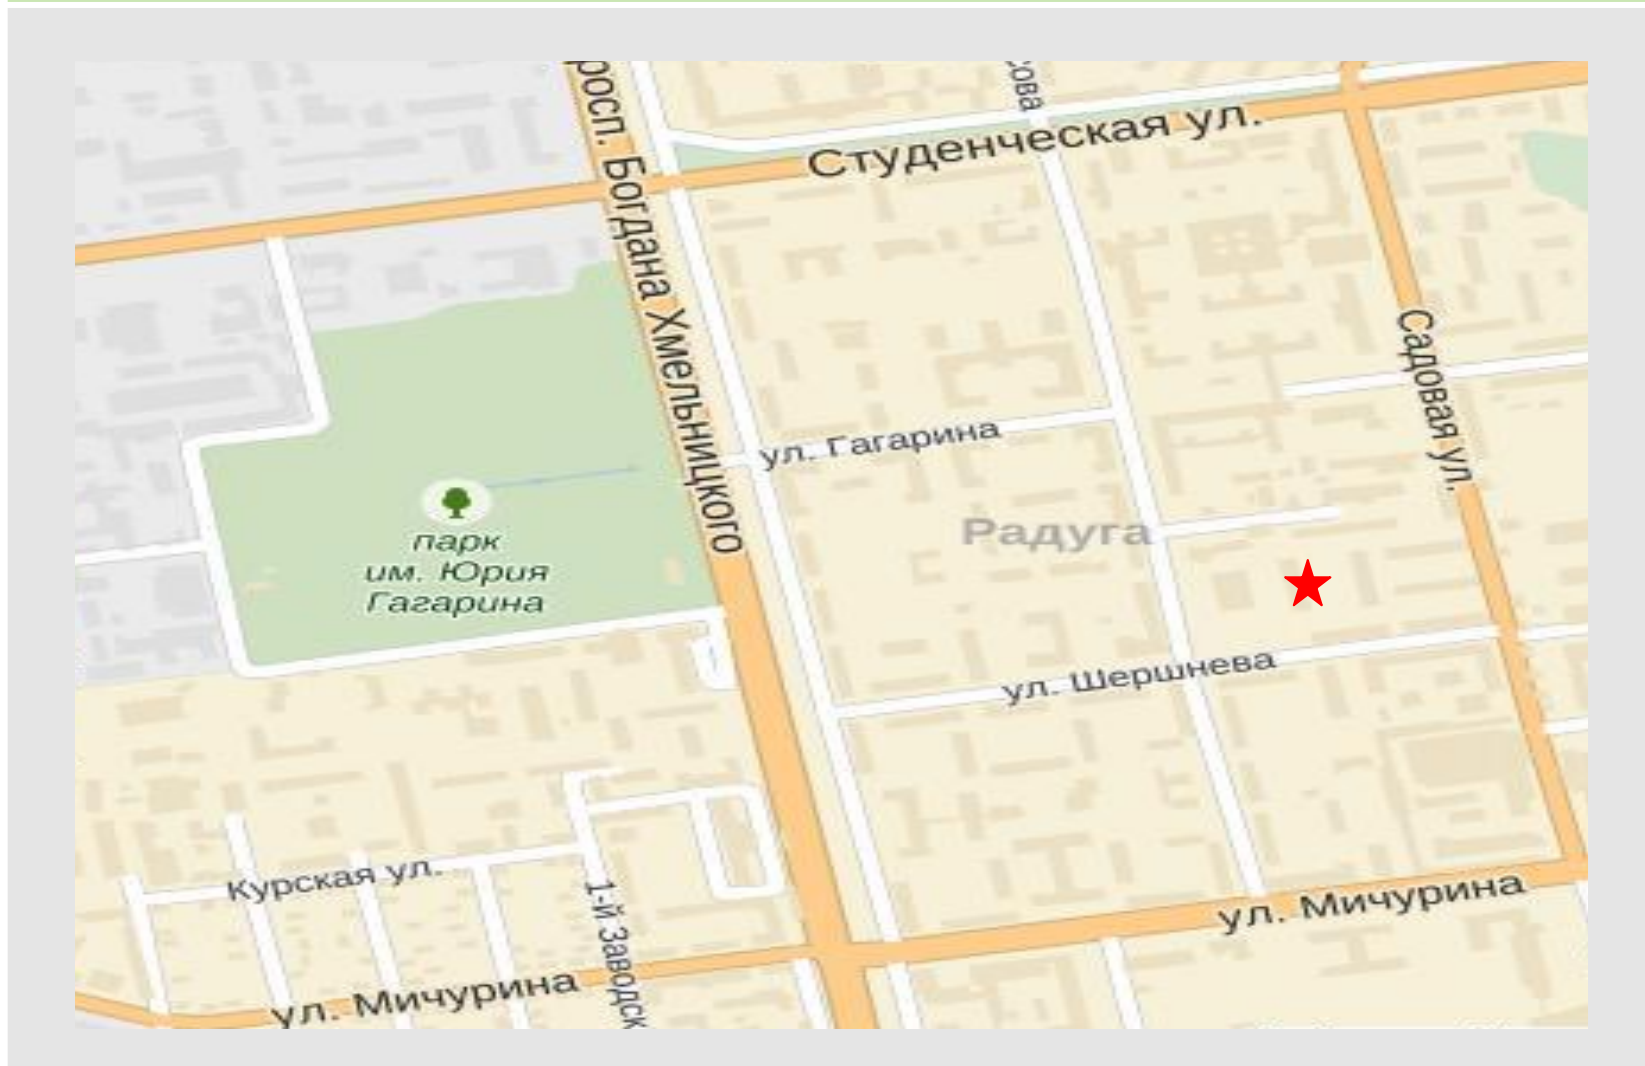 сова
росп. Богдана Хмельницкого
Студенческая ул.
Садовая ул.
ул. Гагарина
Радуга
парк
им. Юрия
Гагарина
ул. Шершнева
Курская ул.
1-й Заводск
ул. Мичурина
ул. Мичурина